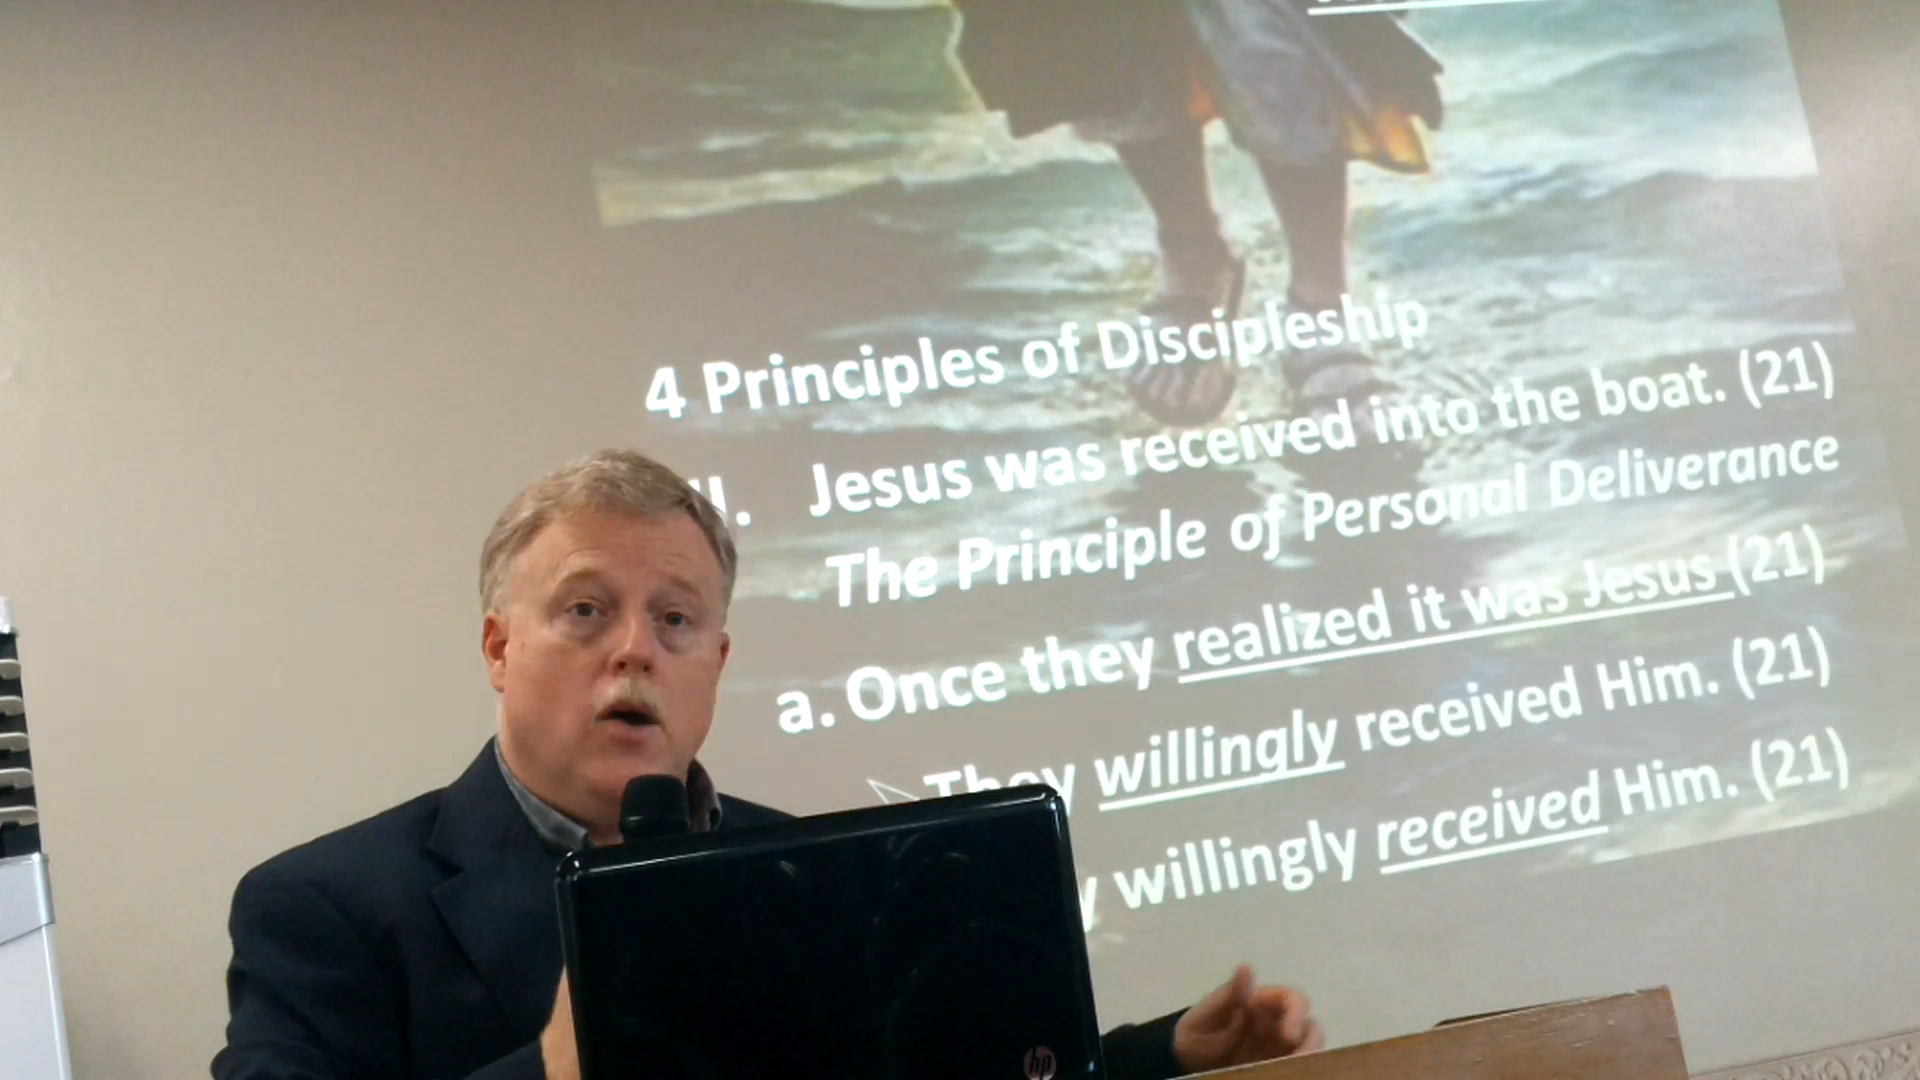 4 Principles of Discipleship
Jesus was received into the boat. (21)
The Principle of Personal Deliverance
a. Once they realized it was Jesus (21)
They willingly received Him. (21)
willingly received Him. (21)
hp